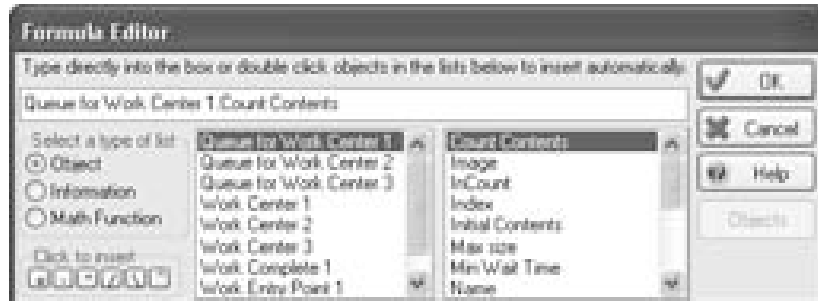 Formula Editor
Type directly into the box or double click objects in the lists below to insert automatically.
Queue for Work Center 1.Count Contents
Select a type of list
Object
Information
Math Function
Click to insert
Queue for Work Center 1
Queue for Work Center 2
Queue for Work Center 3
Work Center 1
Work Center 2
Work Center 3
Work Complete 1
Work Entry Point 1
Count Contents
Image
InCount
Index
Initial Contents
Max size
Min Wait Time
Name
OK
Cancel
Help
Objects